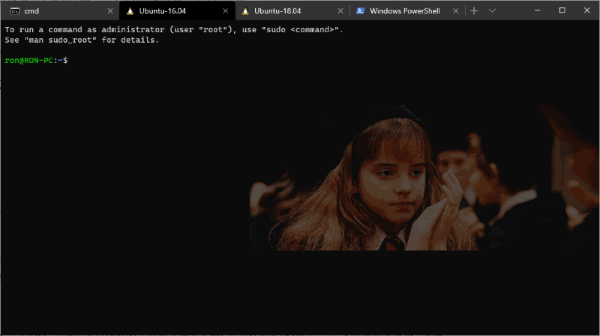 cmd
Ubuntu-16.04
Ubuntu-18.04
Windows PowerShell
To run a command as administrator (user "root"), use "sudo <command>".
See "man sudo_root" for details.
ron@RON-PC:~$